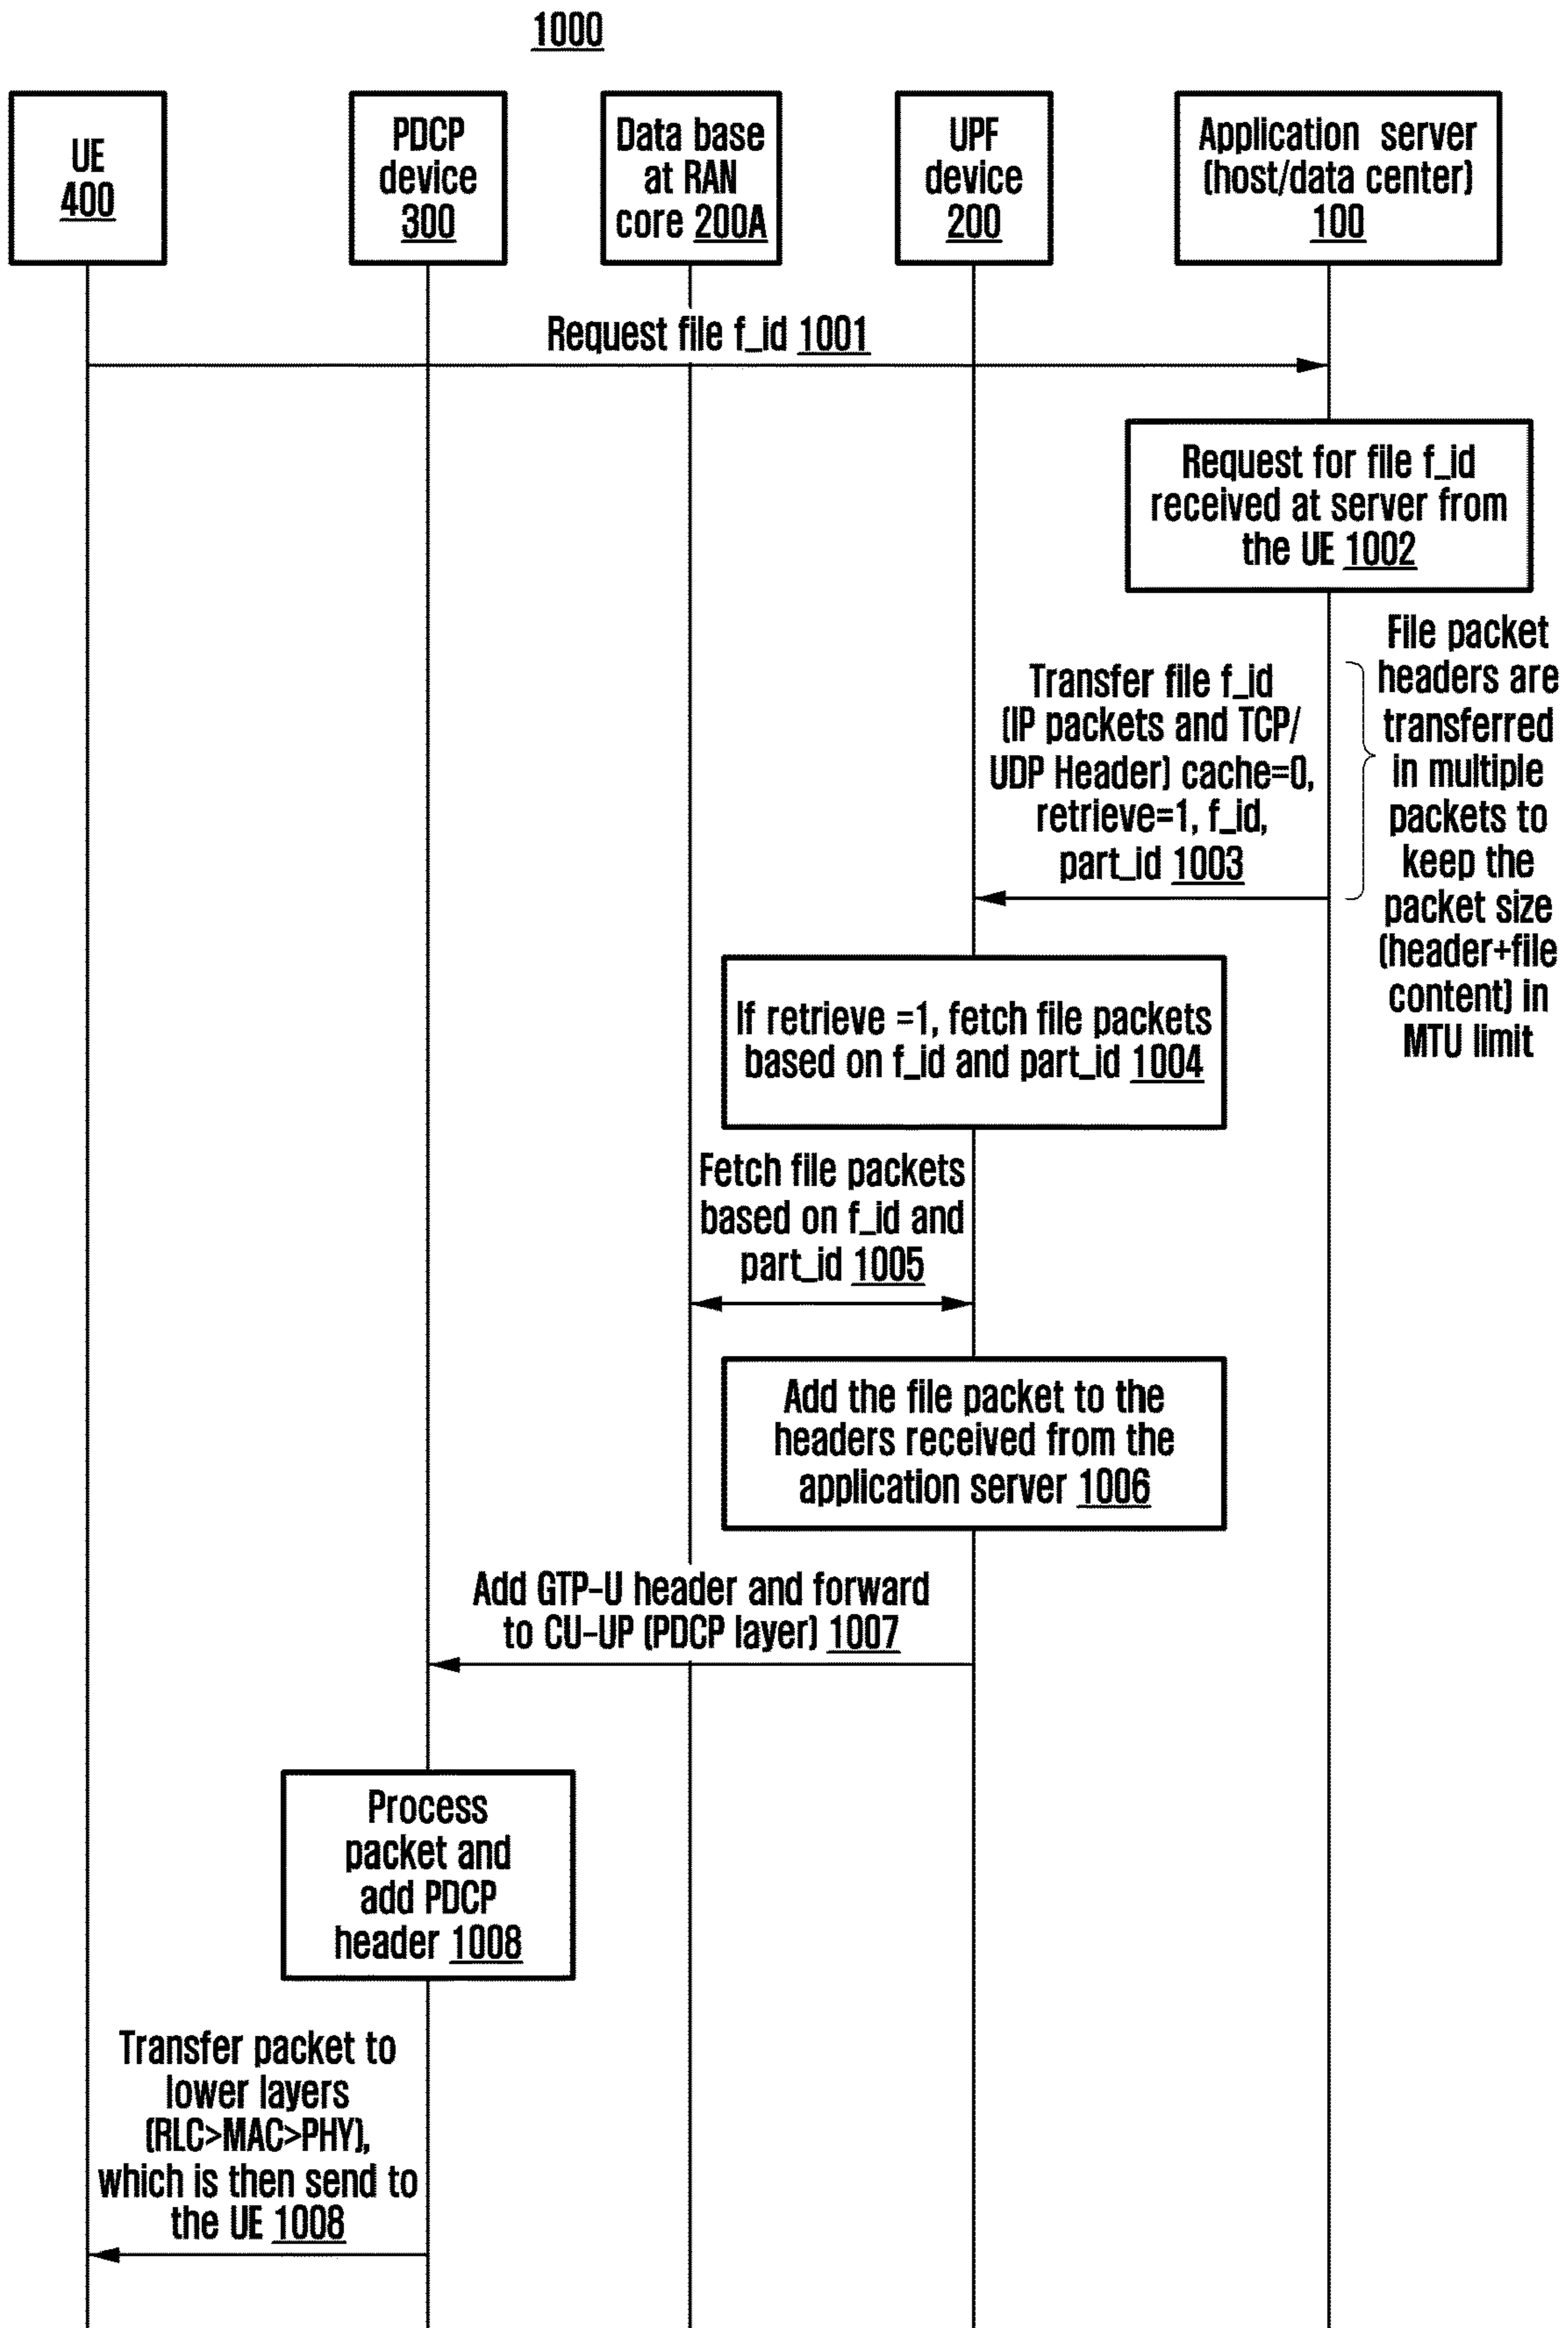 1000
UE
400
PDCP
device
300
Data base
at RAN
core 200A
UPF
device
200
Application server
(host/data center)
100
Request file f_id 1001
Request for file f_id
received at server from
the UE 1002
Transfer file f_id
(IP packets and TCP/
UDP Header) cache=0,
retrieve=1, f_id,
part_id 1003
File packet
headers are
transferred
in multiple
packets to
keep the
packet size
(header+file
content) in
MTU limit
If retrieve =1, fetch file packets
based on f_id and part_id 1004
Fetch file packets
based on f_id and
part_id 1005
Add the file packet to the
headers received from the
application server 1006
Add GTP-U header and forward
to CU-UP (PDCP layer) 1007
Process
packet and
add PDCP
header 1008
Transfer packet to
lower layers
(RLC>MAC>PHY),
which is then send to
the UE 1008